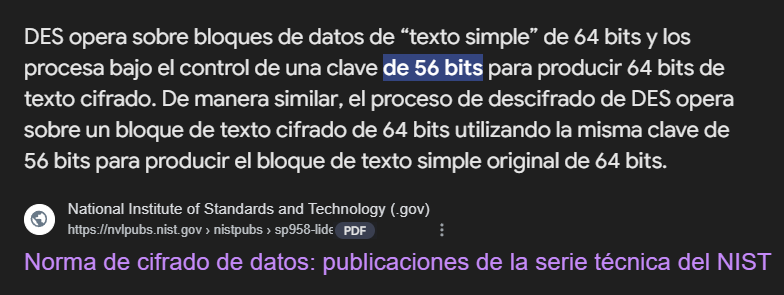 DES opera sobre bloques de datos de “texto simple” de 64 bits y los
procesa bajo el control de una clave de 56 bits para producir 64 bits de
texto cifrado. De manera similar, el proceso de descifrado de DES opera
sobre un bloque de texto cifrado de 64 bits utilizando la misma clave de
56 bits para producir el bloque de texto simple original de 64 bits.
National Institute of Standards and Technology (.gov)
https://nvlpubs.nist.gov › nistpubs › sp958-lide PDF
Norma de cifrado de datos: publicaciones de la serie técnica del NIST